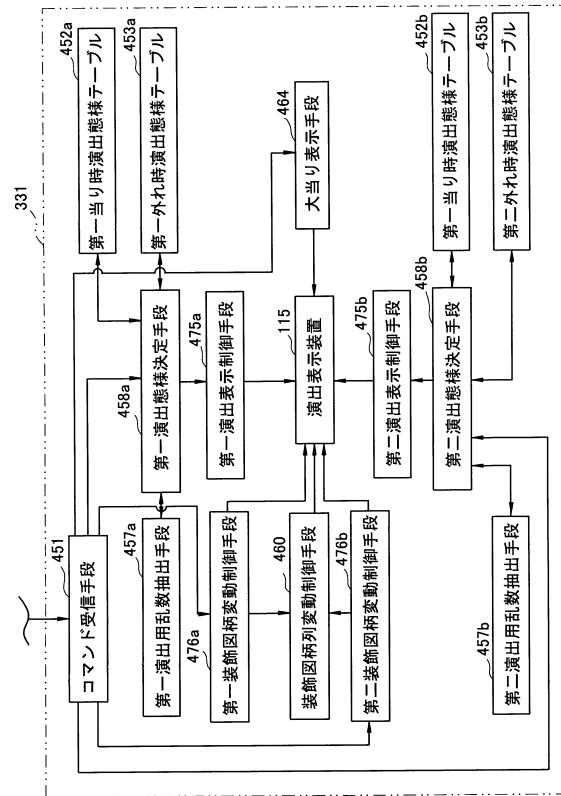 331
451
コマンド受信手段
452a
第一当り時演出態様テーブル
453a
第一外れ時演出態様テーブル
464
大当り表示手段
458a
第一演出態様決定手段
475a
第一演出表示制御手段
115
演出表示装置
475b
第二演出表示制御手段
458b
第二演出態様決定手段
452b
第一当り時演出態様テーブル
453b
第二外れ時演出態様テーブル
457a
第一演出用乱数抽出手段
476a
第一装飾図柄変動制御手段
460
装飾図柄列変動制御手段
476b
第二装飾図柄変動制御手段
457b
第二演出用乱数抽出手段